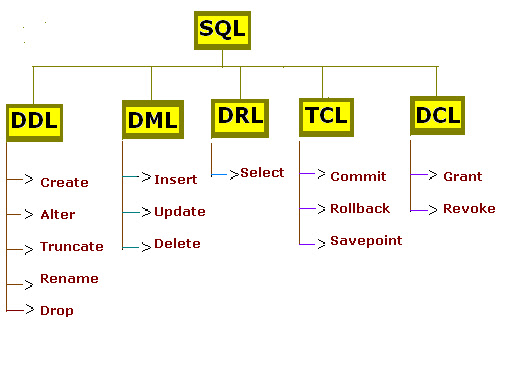 SQL
DDL
DML
DRL
TCL
DCL
Create
Alter
Truncate
Rename
Drop
Insert
Update
Delete
Select
Commit
Rollback
Savepoint
Grant
Revoke